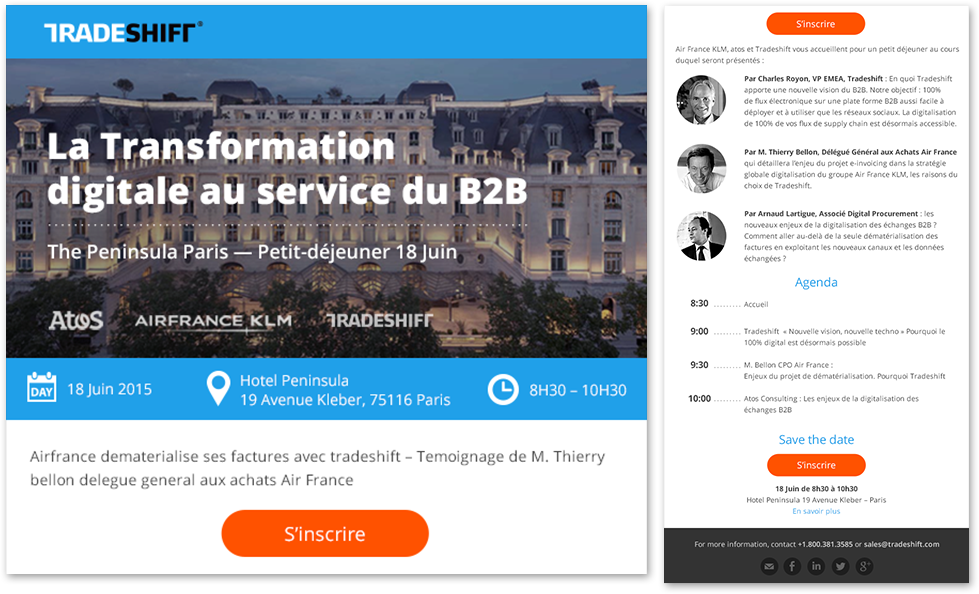 TRADESHIFT®
La Transformation
digitale au service du B2B
The Peninsula Paris — Petit-déjeuner 18 Juin
Atos AIRFRANCE KLM TRADESHIFT
DAY 18 Juin 2015
Hotel Peninsula
19 Avenue Kleber, 75116 Paris
8H30 – 10H30
Airfrance dematerialise ses factures avec tradeshift – Temoignage de M. Thierry
bellon delegue general aux achats Air France
S'inscrire
S'inscrire
Air France KLM, atos et Tradeshift vous accueillent pour un petit déjeuner au cours
duquel seront présentés :
Par Charles Royon, VP EMEA, Tradeshift : En quoi Tradeshift
apporte une nouvelle vision du B2B. Notre objectif : 100%
de flux électronique sur une plate forme B2B aussi facile à
déployer et à utiliser que les réseaux sociaux. La digitalisation
de 100% de vos flux de supply chain est désormais accessible.
Par M. Thierry Bellon, Délégué Général aux Achats Air France
qui détaillera l'enjeu du projet e-invoicing dans la stratégie
globale digitalisation du groupe Air France KLM, les raisons du
choix de Tradeshift.
Par Arnaud Lartigue, Associé Digital Procurement : les
nouveaux enjeux de la digitalisation des échanges B2B ?
Comment aller au-delà de la seule dématérialisation des
factures en exploitant les nouveaux canaux et les données
échangées ?
Agenda
8:30 ......... Accueil
9:00 ......... Tradeshift « Nouvelle vision, nouvelle techno » Pourquoi le
100% digital est désormais possible
9:30 ......... M. Bellon CPO Air France :
Enjeu du projet de dématérialisation. Pourquoi Tradeshift
10:00 ......... Atos Consulting : Les enjeux de la digitalisation des
échanges B2B
Save the date
S'inscrire
18 Juin de 8h30 à 10h30
Hotel Peninsula 19 Avenue Kleber – Paris
En savoir plus
For more information, contact +1.800.381.3585 or sales@tradeshift.com